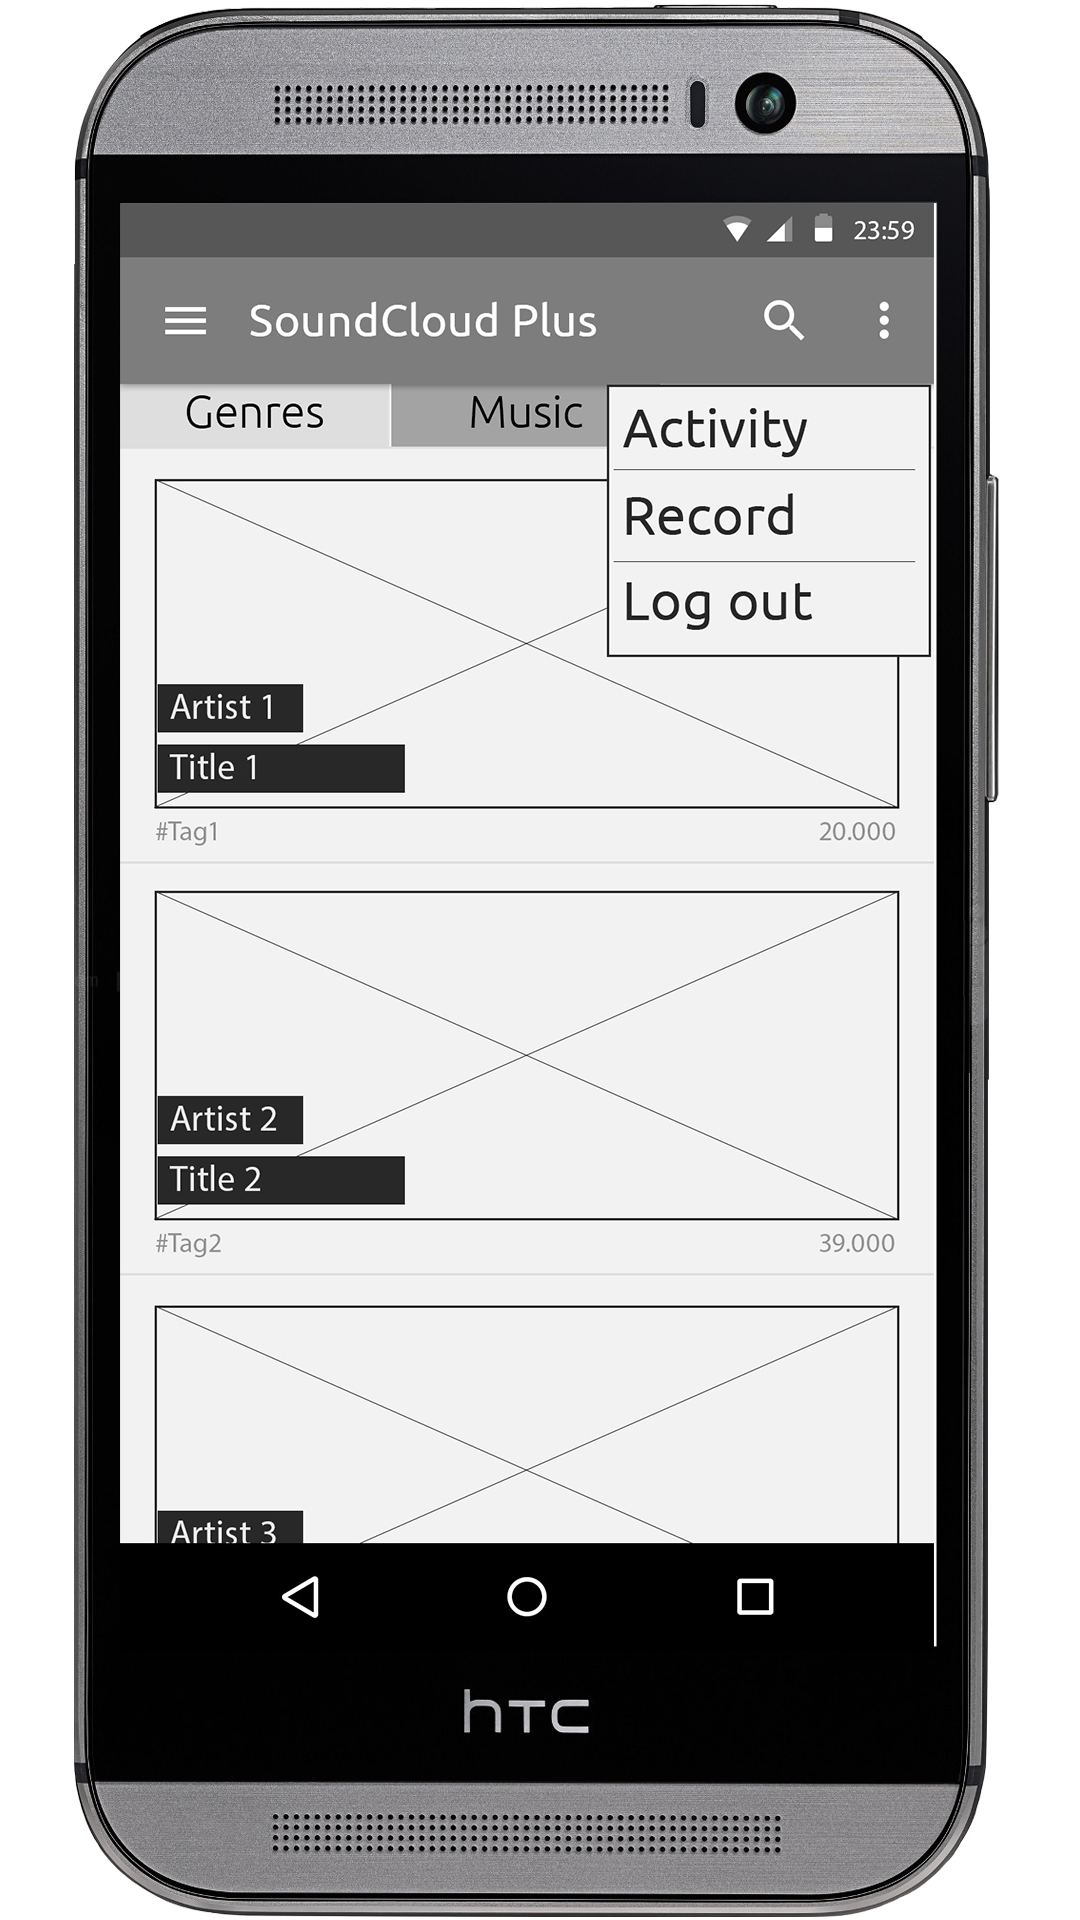 23:59
SoundCloud Plus
Genres
Music
Activity
Record
Log out
Artist 1
Title 1
#Tag1
20.000
Artist 2
Title 2
#Tag2
39.000
Artist 3
hTC